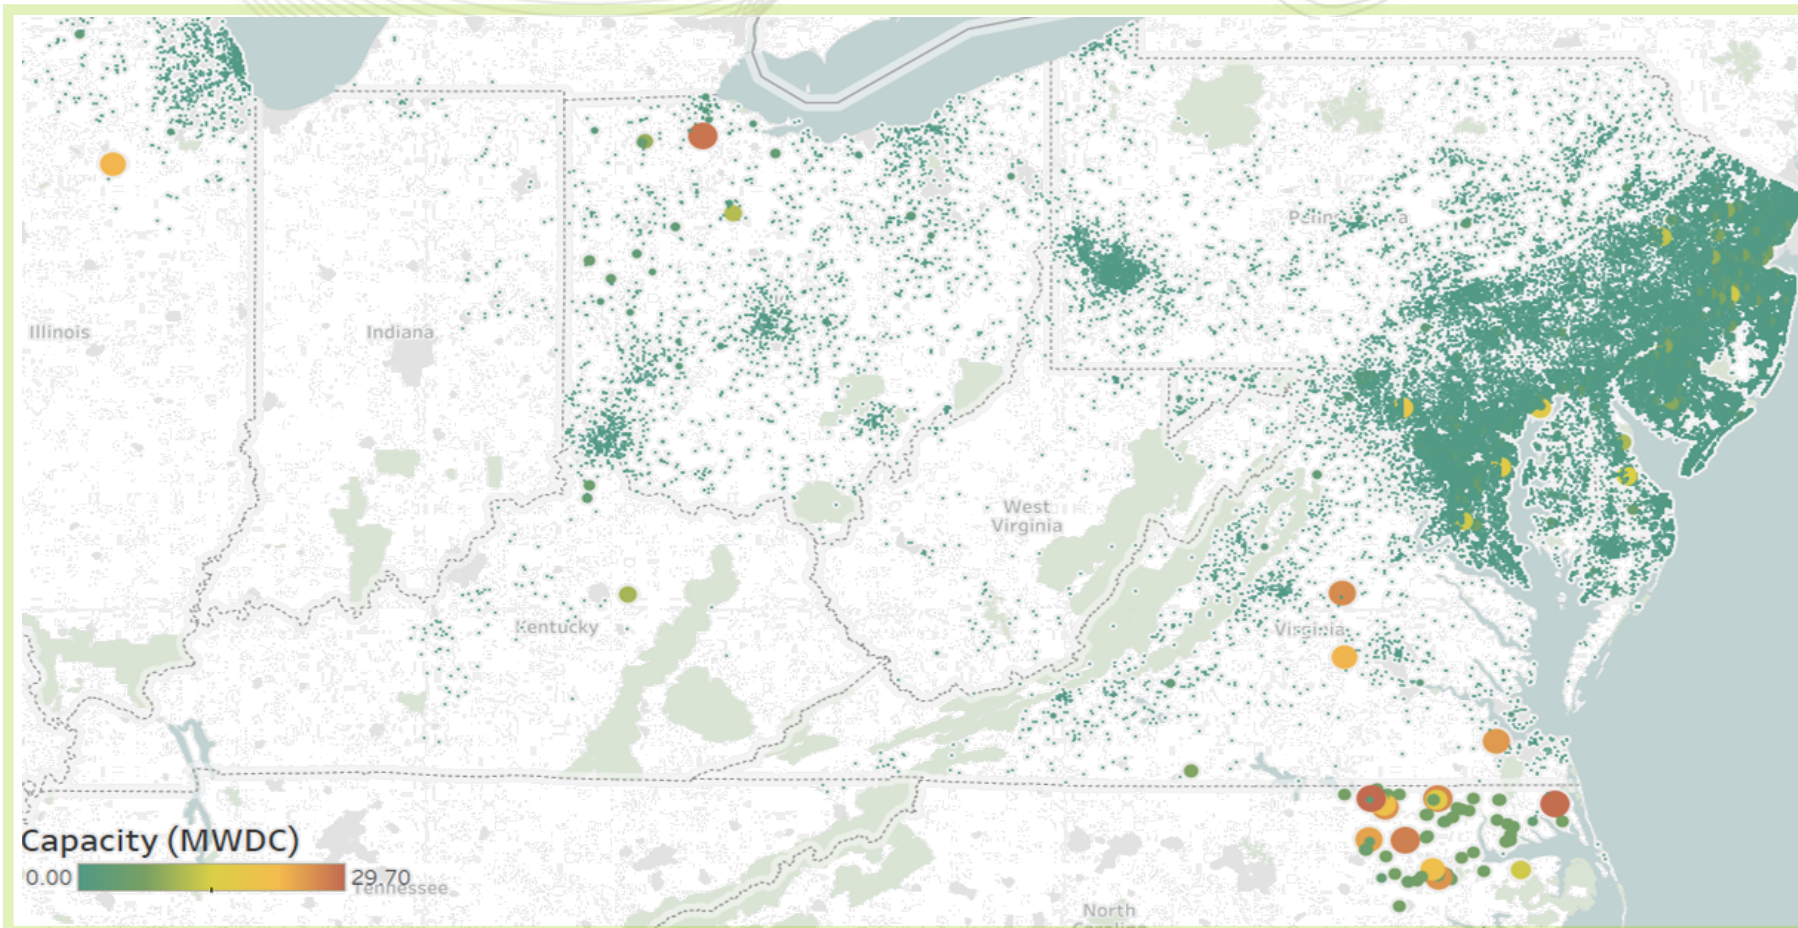 Illinois
Indiana
West
Virginia
Kentucky
Virginia
Capacity (MWDC)
0.00
29.70
Tennessee
North